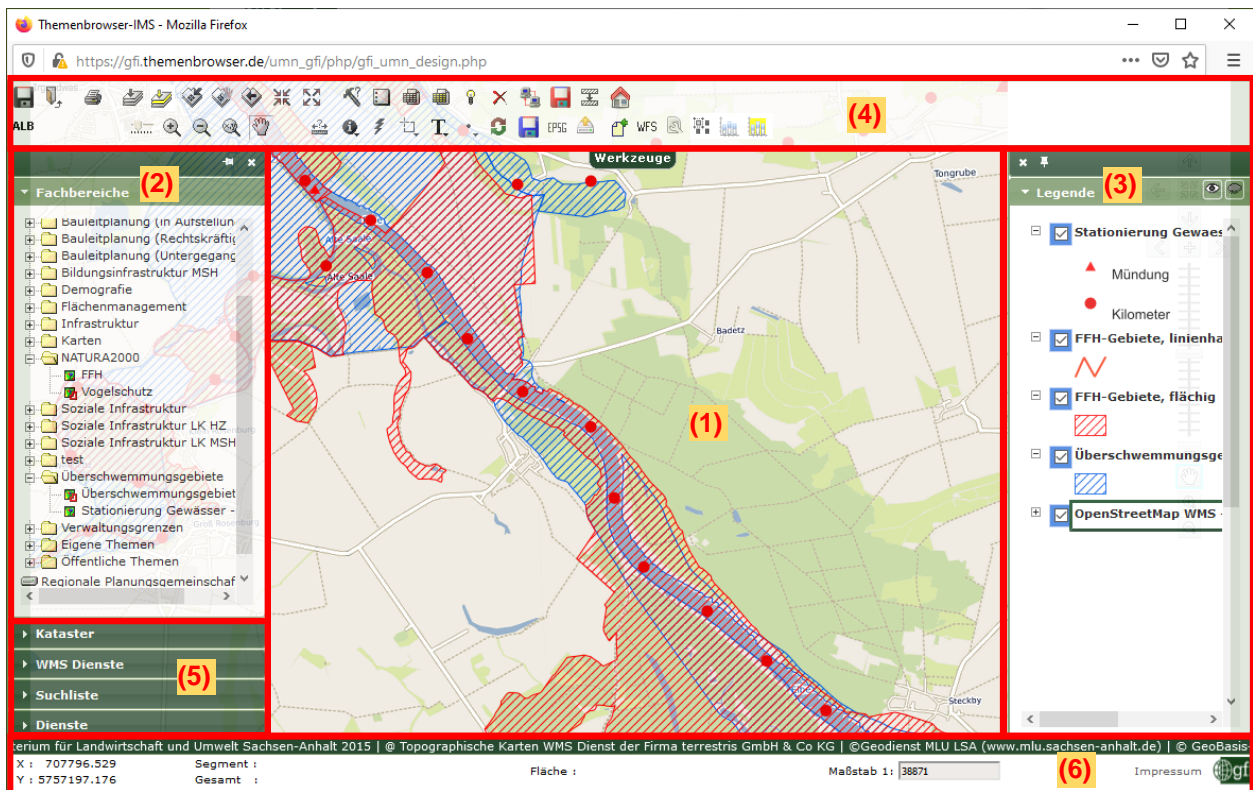 Themenbrowser-IMS - Mozilla Firefox
https://gfi.themenbrowser.de/umn_gfi/php/gfi_umn_design.php
ALB
T
EPSG
WFS
(4)
Werkzeuge
(2)
Fachbereiche
Bauleitplanung (in Aufstellun
Bauleitplanung (Rechtskräftig
Bauleitplanung (Untergegang
Bildungsinfrastruktur MSH
Demografie
Flächenmanagement
Infrastruktur
Karten
NATURA2000
FFH
Vogelschutz
Soziale Infrastruktur
Soziale Infrastruktur LK HZ
Soziale Infrastruktur LK MSH
test
Überschwemmungsgebiete
Überschwemmungsgebiet
Stationierung Gewässer -
Verwaltungsgrenzen
Groß Rosenburg
Eigene Themen
Öffentliche Themen
Regionale Planungsgemeinschaf
Kataster
WMS Dienste
Suchliste
Dienste
(5)
Alte Saale
Alte Saale
Tongrube
Badetz
(1)
Elbe
Steckby
(3)
Legende
Stationierung Gewaes
Mündung
Kilometer
FFH-Gebiete, linienha
FFH-Gebiete, flächig
Überschwemmungsge
OpenStreetMap WMS -
terium für Landwirtschaft und Umwelt Sachsen-Anhalt 2015 | @ Topographische Karten WMS Dienst der Firma terrestris GmbH & Co KG | ©Geodienst MLU LSA (www.mlu.sachsen-anhalt.de) | © GeoBasis-
X : 707796.529
Segment :
Y : 5757197.176
Gesamt :
Fläche :
Maßstab 1: 38871
(6)
Impressum
gf